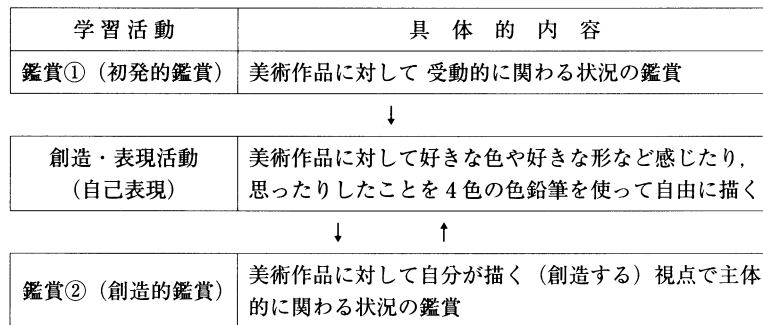 学習活動 具体的内容
鑑賞①（初発的鑑賞） 美術作品に対して 受動的に関わる状況の鑑賞
↓
創造・表現活動 美術作品に対して好きな色や好きな形など感じたり，
（自己表現） 思ったりしたことを４色の色鉛筆を使って自由に描く
↓ ↑
鑑賞②（創造的鑑賞） 美術作品に対して自分が描く（創造する）視点で主体
的に関わる状況の鑑賞